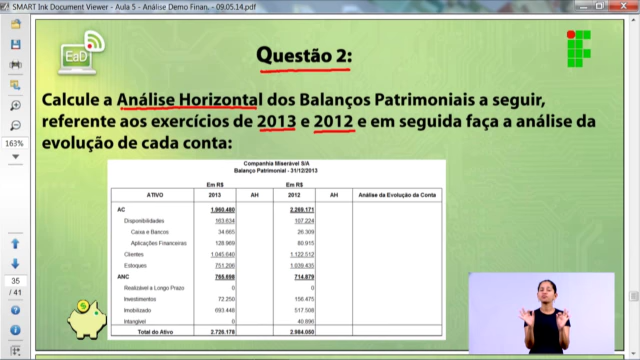 SMART Ink Document Viewer - Aula 5 - Análise Demo Finan. - 09.05.14.pdf
EaD
Questão 2:
Calcule a Análise Horizontal dos Balanços Patrimoniais a seguir,
referente aos exercícios de 2013 e 2012 e em seguida faça a análise da
evolução de cada conta:
163%
Companhia Miserável S/A
Balanço Patrimonial - 31/12/2013
Em R$ Em R$
ATIVO 2013 AH 2012 AH Análise da Evolução da Conta
AC 1.960.480 2.269.171
Disponibilidades 163.634 107.224
Caixa e Bancos 34.665 26.309
Aplicações Financeiras 128.969 80.915
Clientes 1.045.640 1.122.512
Estoques 751.206 1.039.435
ANC 765.698 714.879
Realizável a Longo Prazo 0 0
Investimentos 72.250 156.475
Imobilizado 693.448 517.508
Intangível 0 40.896
Total do Ativo 2.726.178 2.984.050
35
/ 41